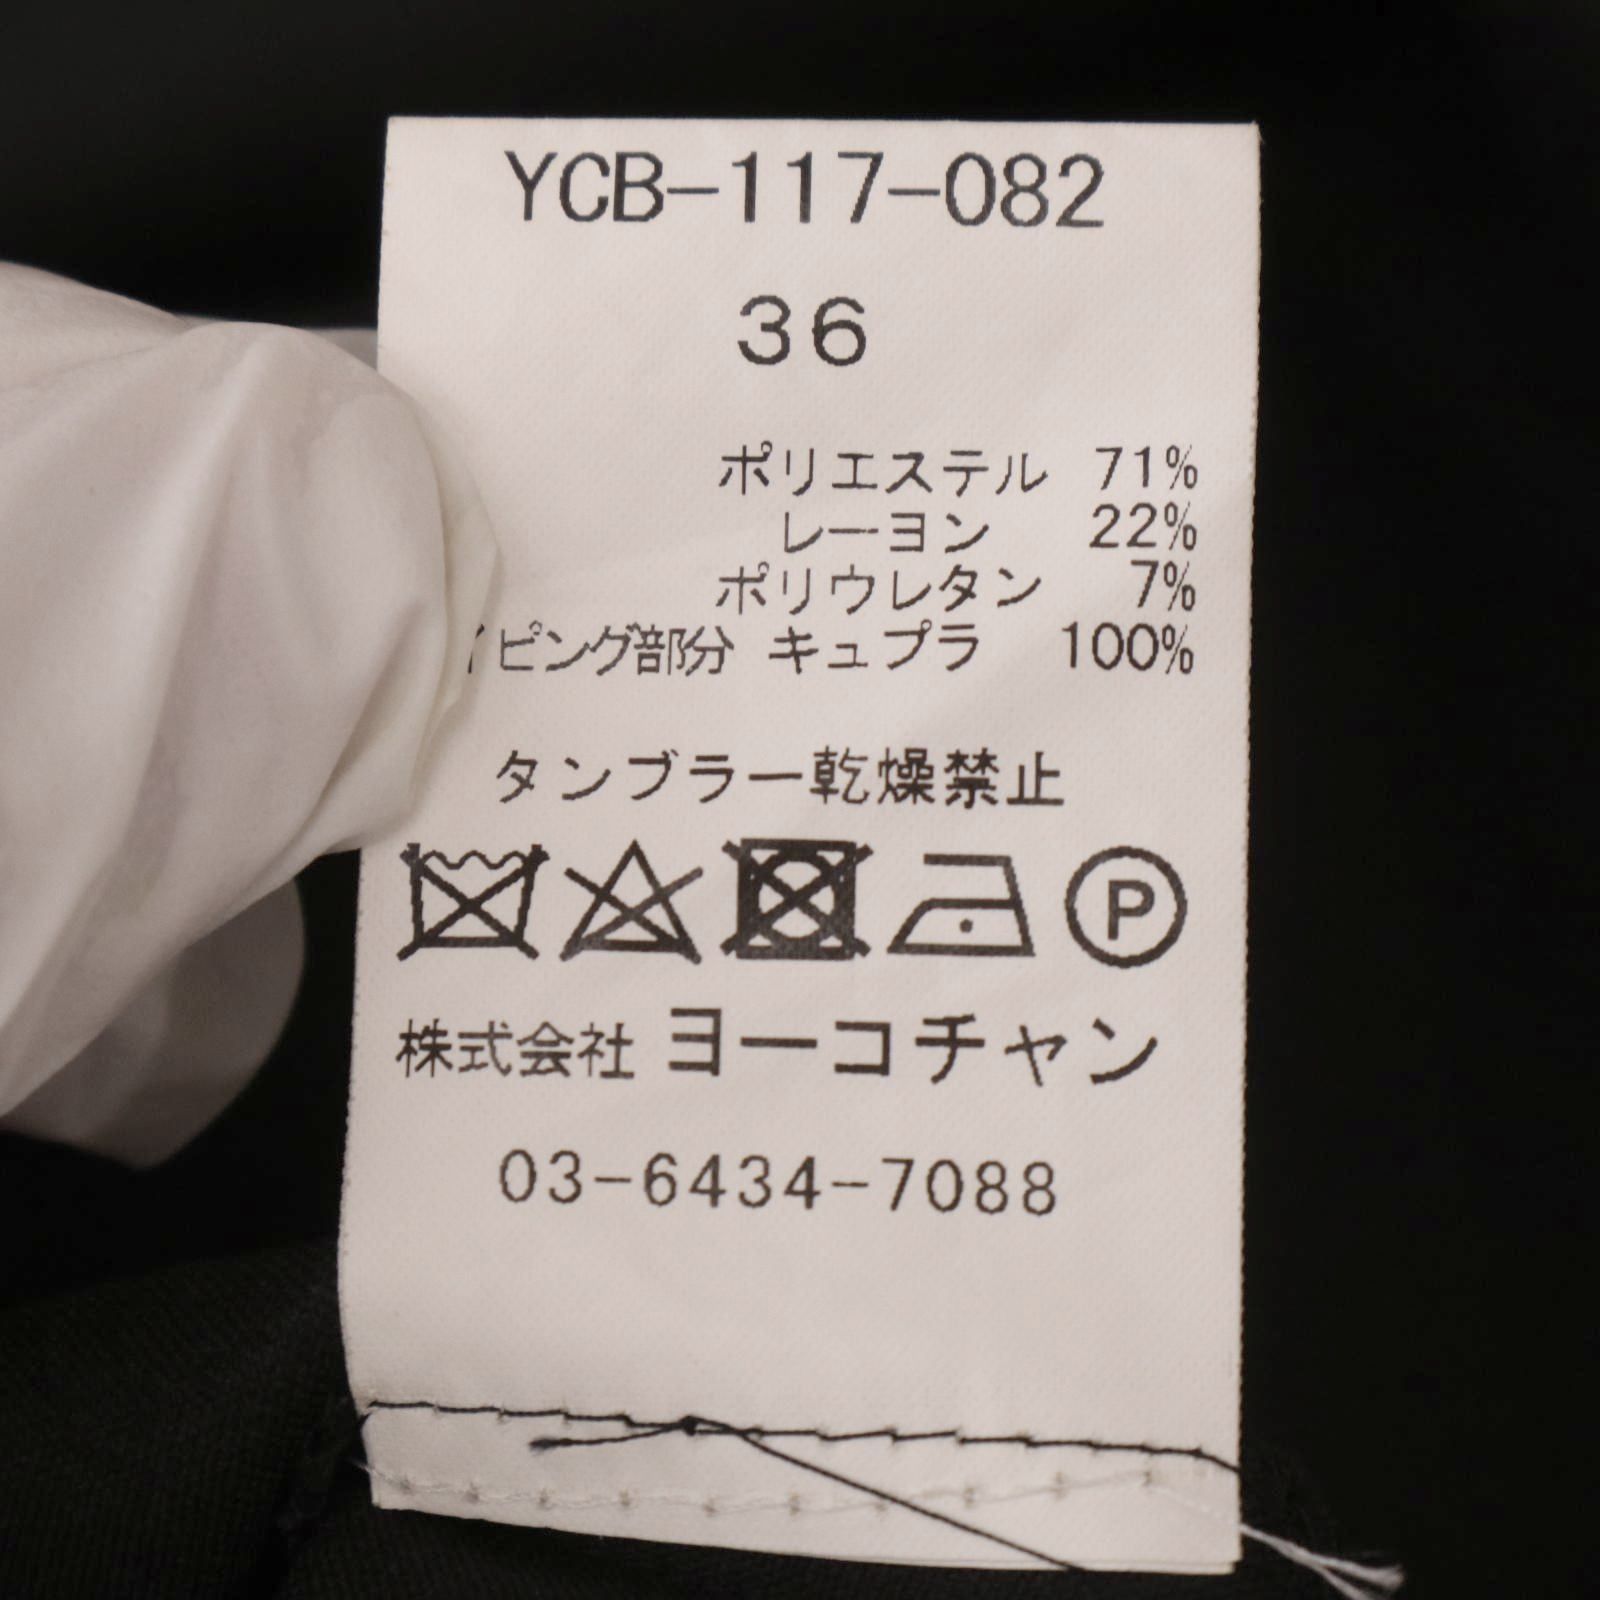 YCB-117-082
36
ポリエステル 71%
レーヨン 22%
ポリウレタン 7%
ピング部分 キュプラ 100%
タンブラー乾燥禁止
P
株式会社 ヨーコチャン
03-6434-7088